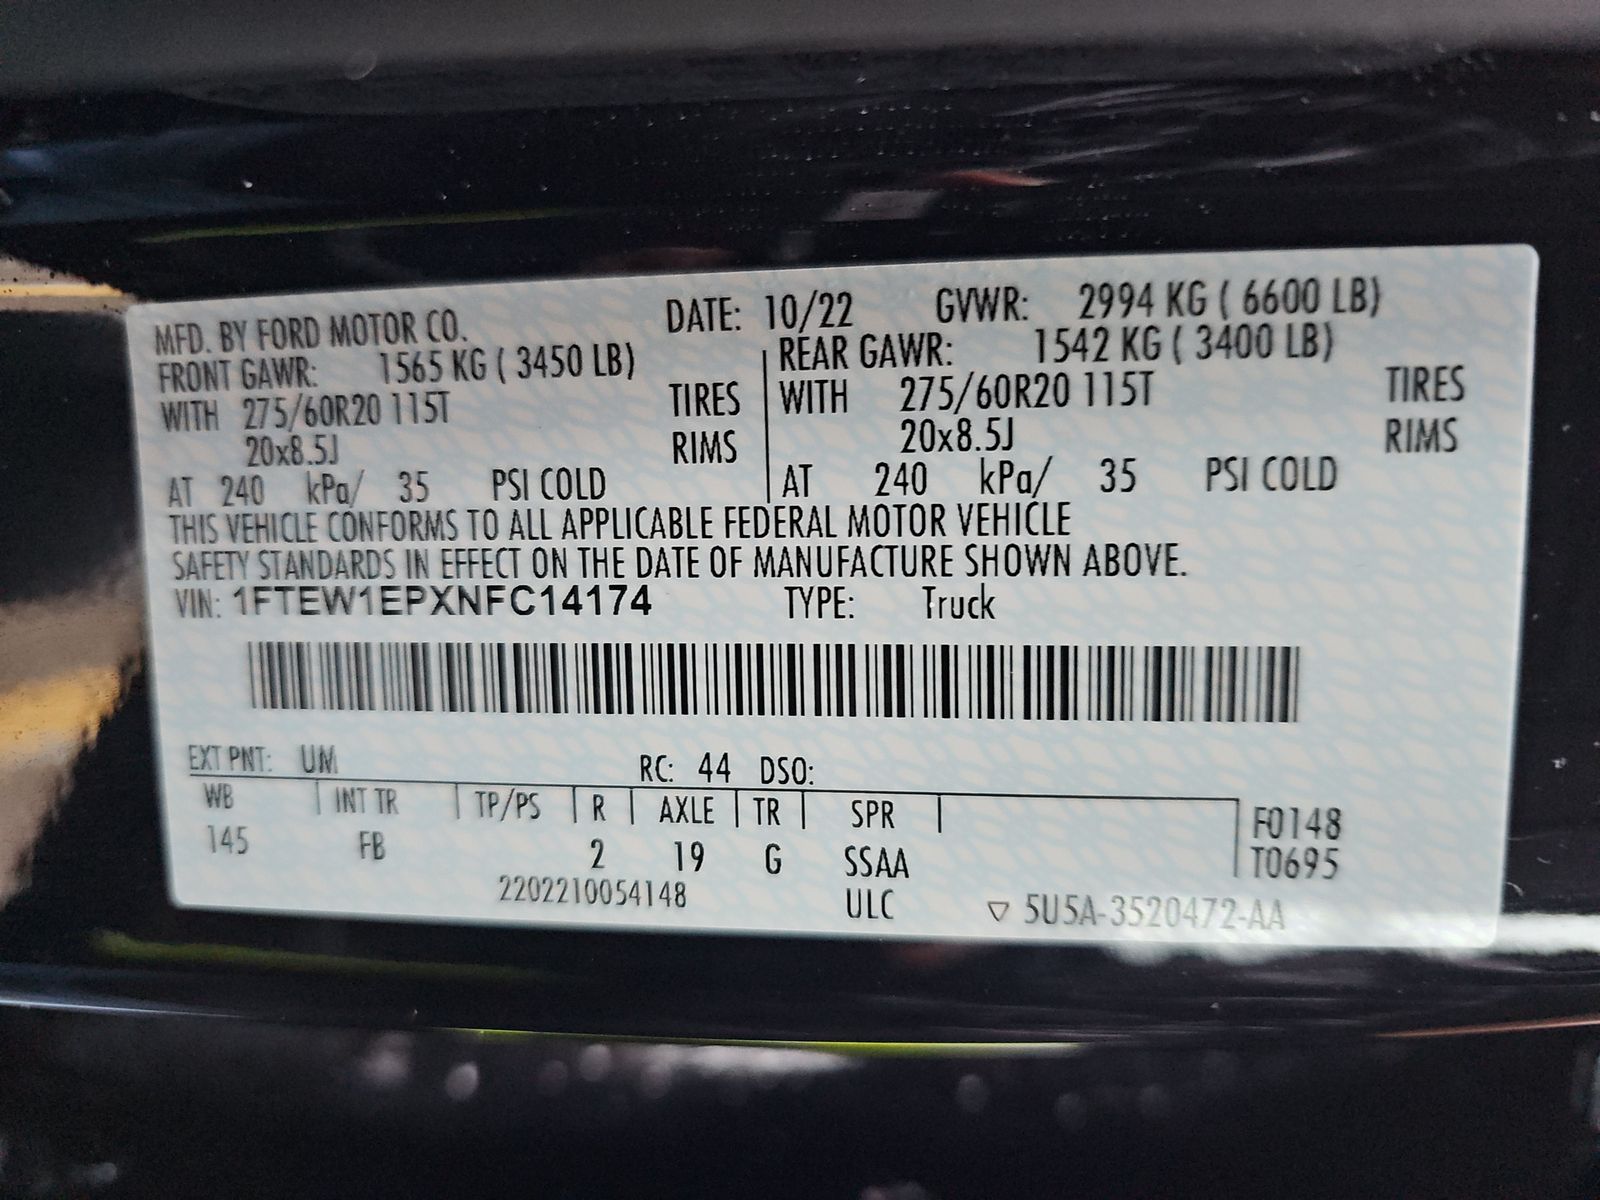 MFD. BY FORD MOTOR CO. DATE: 10/22 GVWR: 2994 KG ( 6600 LB)
FRONT GAWR: 1565 KG ( 3450 LB) REAR GAWR: 1542 KG ( 3400 LB)
WITH 275/60R20 115T TIRES WITH 275/60R20 115T TIRES
20x8.5J RIMS 20x8.5J RIMS
AT 240 kPa/ 35 PSI COLD AT 240 kPa/ 35 PSI COLD
THIS VEHICLE CONFORMS TO ALL APPLICABLE FEDERAL MOTOR VEHICLE
SAFETY STANDARDS IN EFFECT ON THE DATE OF MANUFACTURE SHOWN ABOVE.
VIN: 1FTEW1EPXNFC14174 TYPE: Truck
EXT PNT: UM RC: 44 DSO:
WB INT TR TP/PS R AXLE TR SPR F0148
145 FB 2 19 G SSAA T0695
2202210054148 ULC ▽ 5U5A-3520472-AA